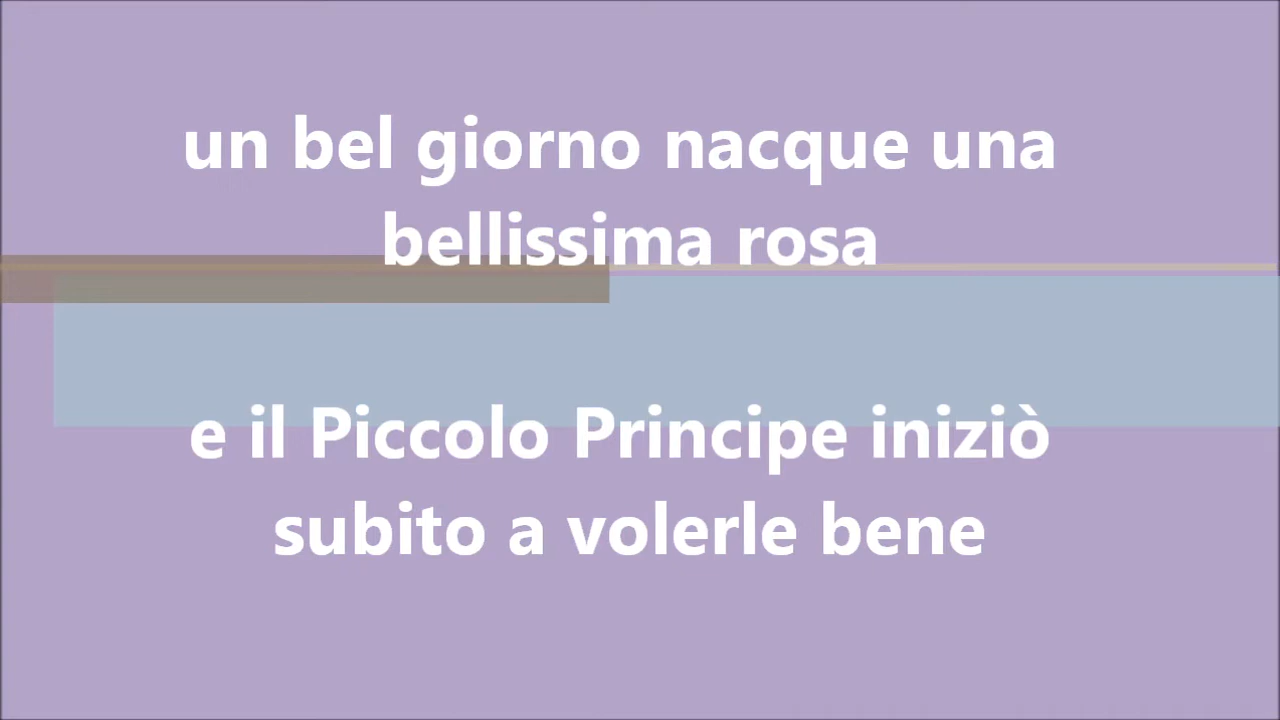 un bel giorno nacque una
bellissima rosa
e il Piccolo Principe iniziò
subito a volerle bene